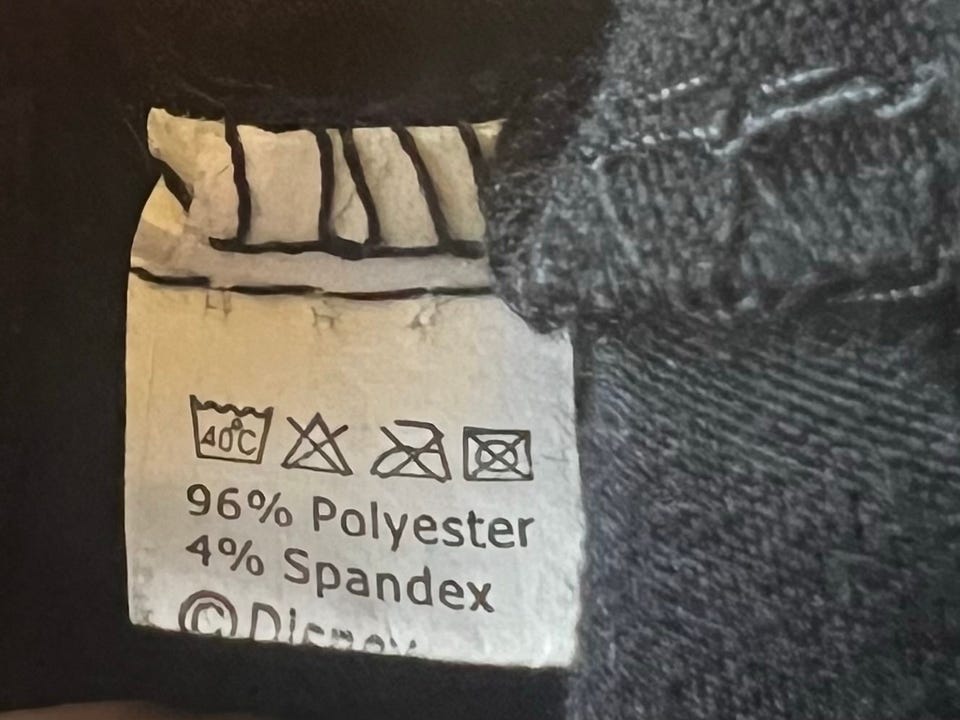 40°C
96% Polyester
4% Spandex
©Disney